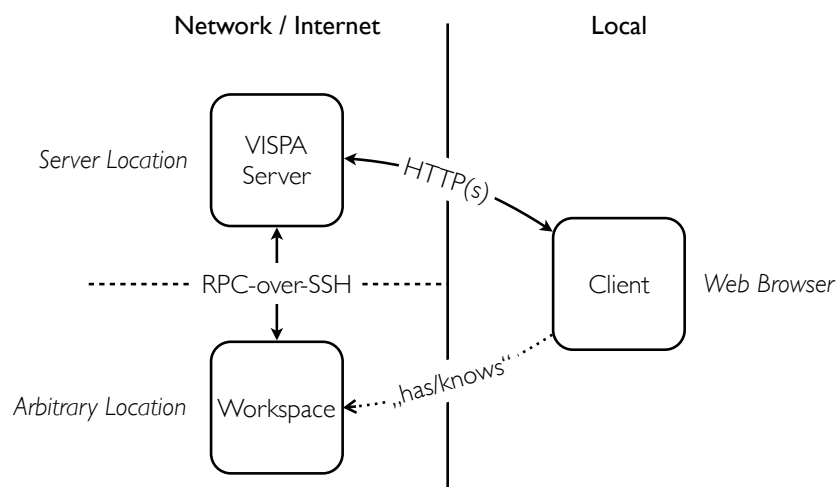 Network / Internet
Local
VISPA
Server
Server Location
HTTP(s)
RPC-over-SSH
Client
Web Browser
„has/knows“
Workspace
Arbitrary Location